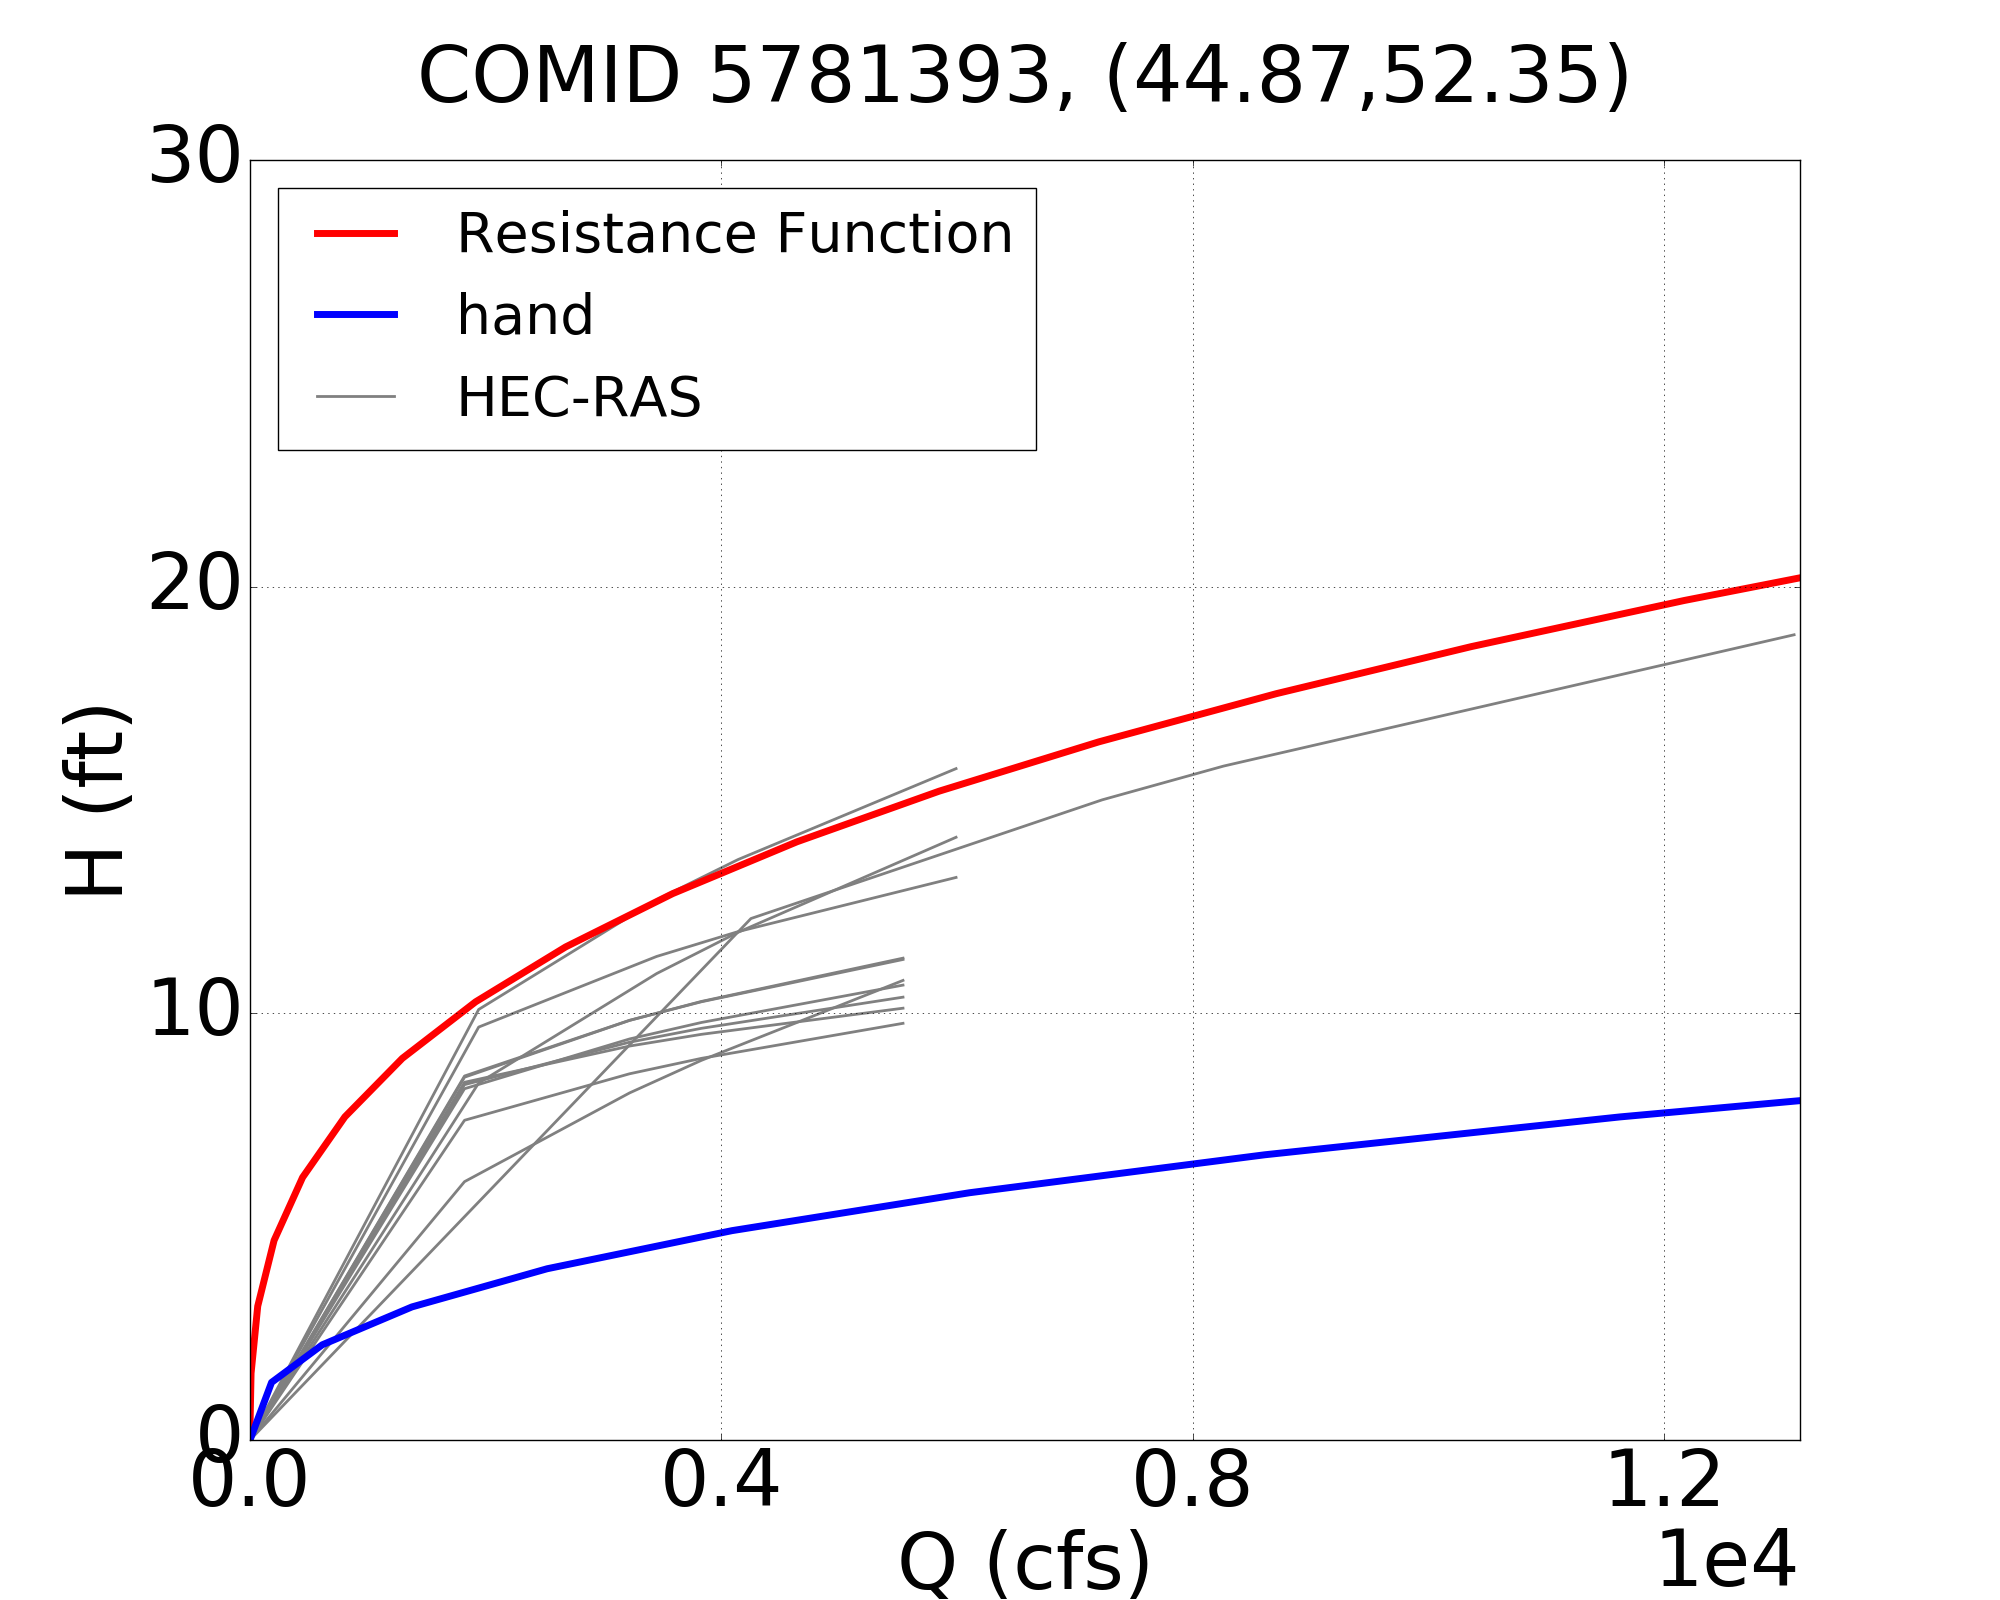 COMID 5781393, (44.87,52.35)
30
Resistance Function
hand
HEC-RAS
20
H (ft)
10
0
0.0 0.4 0.8 1.2
Q (cfs) 1e4